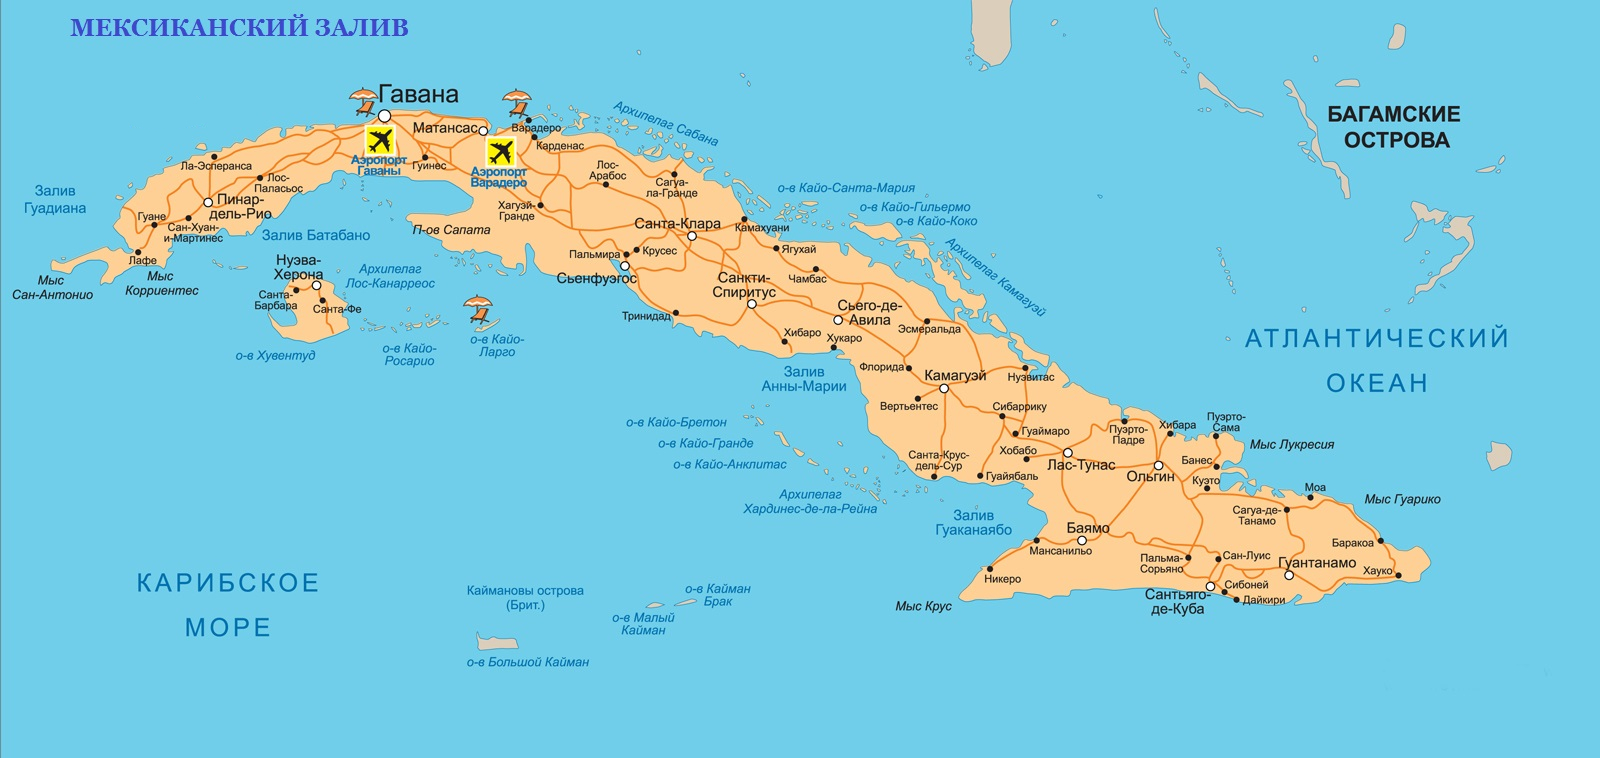 МЕКСИКАНСКИЙ ЗАЛИВ
Гавана
Матансас
Варадеро
Карденас
Архипелаг Сабана
БАГАМСКИЕ
ОСТРОВА
Аэропорт
Гаваны
Гуинес
Аэропорт
Варадеро
Ла-Эсперанса
Лос-
Паласьос
Лос-
Арабос
Сагуа-
ла-Гранде
о-в Кайо-Санта-Мария
о-в Кайо-Гильермо
о-в Кайо-Коко
Залив
Гуадиана
Пинар-
дель-Рио
Гуане
Сан-Хуан-
и-Мартинес
Хагуэй-
Гранде
П-ов Сапата
Санта-Клара
Камахуани
Залив Батабано
Лафе
Мыс
Сан-Антонио
Мыс
Корриентес
Нуэва-
Херона
Архипелаг
Лос-Канарреос
Санта-
Барбара
Санта-Фе
Пальмира
Крусес
Сьенфуэгос
Ягухай
Чамбас
Санкти-
Спиритус
Архипелаг Камагуэй
Тринидад
Сьего-де-
Авила
Эсмеральда
Хибаро
Хукаро
о-в Хувентуд
о-в Кайо-
Росарио
о-в Кайо-
Ларго
АТЛАНТИЧЕСКИЙ
ОКЕАН
Залив
Анны-Марии
Флорида
Камагуэй
Нуэвитас
Вертьентес
Сибаррику
Гуаймаро
Пуэрто-
Падре
Хибара
Пуэрто-
Сама
Мыс Лукресия
о-в Кайо-Бретон
о-в Кайо-Гранде
о-в Кайо-Анклитас
Санта-Крус-
дель-Сур
Хобабо
Гуайябаль
Лас-Тунас
Ольгин
Банес
Куэто
Моа
Мыс Гуарико
Архипелаг
Хардинес-де-ла-Рейна
Залив
Гуаканаябо
Баямо
Мансанильо
Сагуа-де-
Танамо
Баракоа
Пальма-
Сорьяно
Сан-Луис
Гуантанамо
Хауко
Никеро
Мыс Крус
Сантьяго-
де-Куба
Сибоней
Дайкири
КАРИБСКОЕ
МОРЕ
Каймановы острова
(Брит.)
о-в Кайман
Брак
о-в Малый
Кайман
о-в Большой Кайман